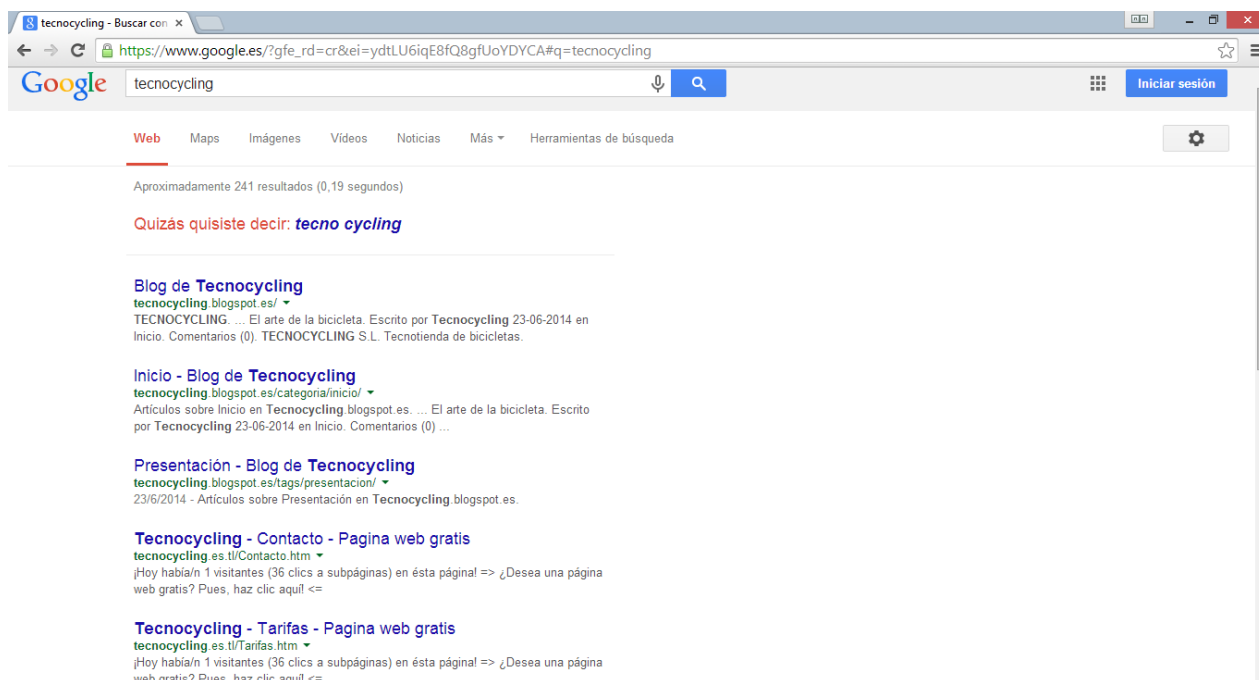 tecnocycling - Buscar con
https://www.google.es/?gfe_rd=cr&ei=ydtLU6iqE8fQ8gfUoYDYCA#q=tecnocycling
Google tecnocycling Iniciar sesión
Web Maps Imágenes Vídeos Noticias Más Herramientas de búsqueda
Aproximadamente 241 resultados (0,19 segundos)
Quizás quisiste decir: tecno cycling
Blog de Tecnocycling
tecnocycling.blogspot.es/
TECNOCYCLING. ... El arte de la bicicleta. Escrito por Tecnocycling 23-06-2014 en
Inicio. Comentarios (0). TECNOCYCLING S.L. Tecnotienda de bicicletas.
Inicio - Blog de Tecnocycling
tecnocycling.blogspot.es/categoria/inicio/
Artículos sobre Inicio en Tecnocycling.blogspot.es. ... El arte de la bicicleta. Escrito
por Tecnocycling 23-06-2014 en Inicio. Comentarios (0) ...
Presentación - Blog de Tecnocycling
tecnocycling.blogspot.es/tags/presentacion/
23/6/2014 - Artículos sobre Presentación en Tecnocycling.blogspot.es.
Tecnocycling - Contacto - Pagina web gratis
tecnocycling.es.tl/Contacto.htm
¡Hoy había/n 1 visitantes (36 clics a subpáginas) en ésta página! => ¿Desea una página
web gratis? Pues, haz clic aquí! <=
Tecnocycling - Tarifas - Pagina web gratis
tecnocycling.es.tl/Tarifas.htm
¡Hoy había/n 1 visitantes (36 clics a subpáginas) en ésta página! => ¿Desea una página
web gratis? Pues, haz clic aquí! <=